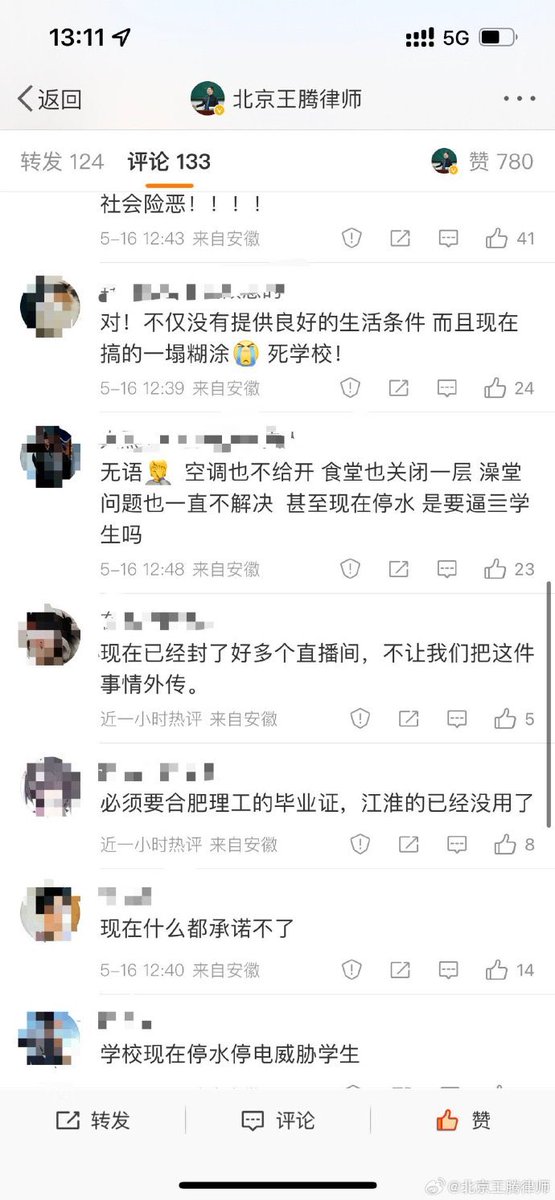 13:11
5G
返回
北京王腾律师
转发 124
评论 133
赞 780
社会险恶！！！！
5-16 12:43 来自安徽
41
对！不仅没有提供良好的生活条件 而且现在
搞的一塌糊涂😭 死学校！
5-16 12:39 来自安徽
24
无语🤦 空调也不给开 食堂也关闭一层 澡堂
问题也一直不解决 甚至现在停水 是要逼亖学
生吗
5-16 12:48 来自安徽
23
现在已经封了好多个直播间，不让我们把这件
事情外传。
近一小时热评 来自安徽
5
必须要合肥理工的毕业证，江淮的已经没用了
近一小时热评 来自安徽
8
现在什么都承诺不了
5-16 12:40 来自安徽
14
学校现在停水停电威胁学生
转发
评论
赞
@北京王腾律师